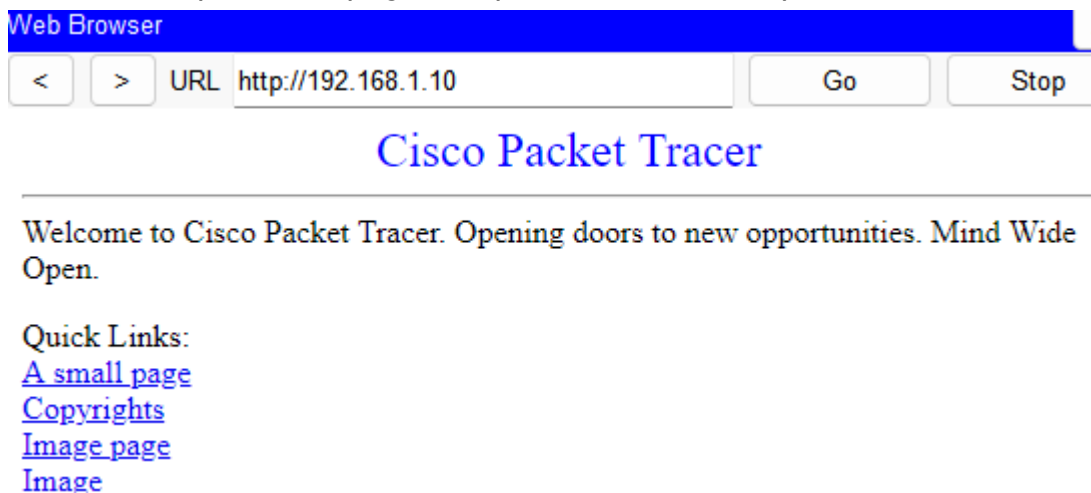 Web Browser
< > URL http://192.168.1.10 Go Stop
Cisco Packet Tracer
Welcome to Cisco Packet Tracer. Opening doors to new opportunities. Mind Wide
Open.
Quick Links:
A small page
Copyrights
Image page
Image